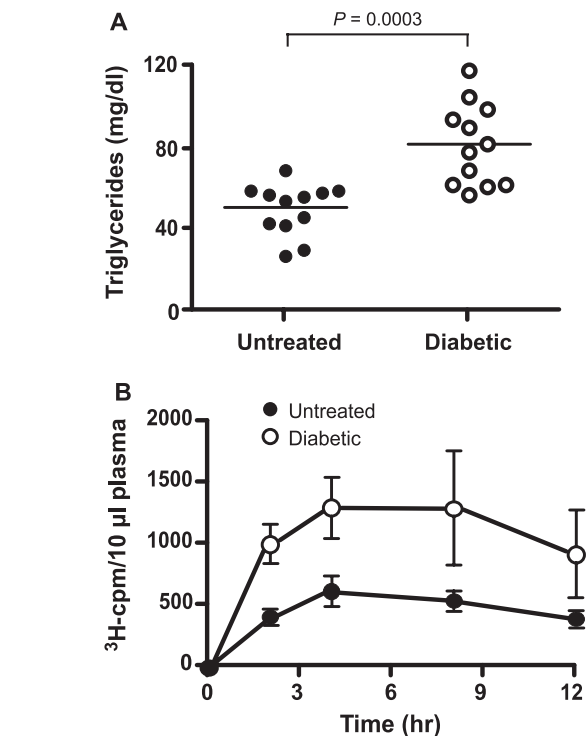 A
P = 0.0003
Triglycerides (mg/dl)
120
80
40
0
Untreated
Diabetic
B
Untreated
Diabetic
³H-cpm/10 µl plasma
2000
1500
1000
500
0
0 3 6 9 12
Time (hr)